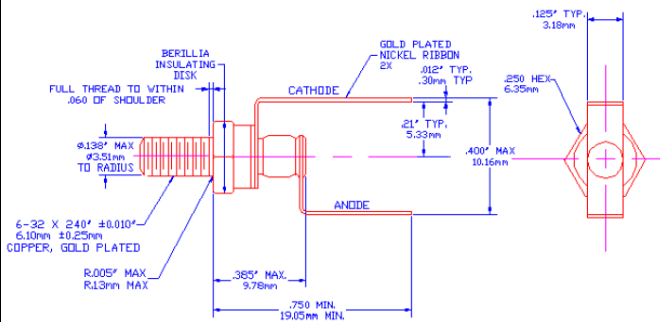 BERILLIA
INSULATING
DISK
FULL THREAD TO WITHIN
.060 OF SHOULDER
GOLD PLATED
NICKEL RIBBON
2X
CATHODE
.012" TYP.
.30mm TYP
.21" TYP.
5.33mm
.400" MAX
10.16mm
.125" TYP.
3.18mm
.250 HEX
6.35mm
Ø.138" MAX
Ø3.51mm
TO RADIUS
ANODE
6-32 X 240" ±0.010"
6.10mm ±0.25mm
COPPER, GOLD PLATED
R.005" MAX
R.13mm MAX
.385" MAX.
9.78mm
.750 MIN.
19.05mm MIN.